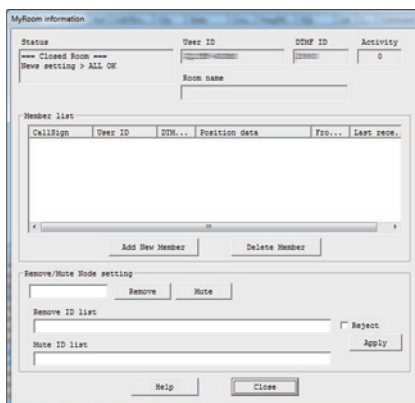 MyRoom information
Status
User ID
DTMF ID
Activity
=== Closed Room ===
News setting > ALL OK
0
Room name
Member list
CallSign User ID DTM... Position data Fro... Last rece.
Add New Member Delete Member
Remove/Mute Node setting
Remove Mute
Remove ID list
Reject
Mute ID list
Apply
Help Close